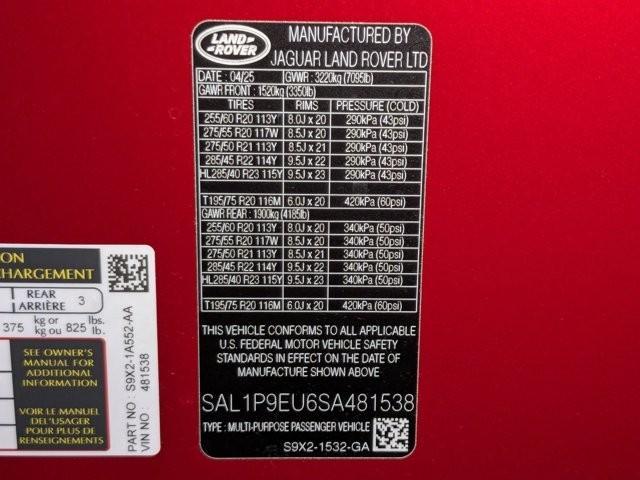 LAND
ROVER
MANUFACTURED BY
JAGUAR LAND ROVER LTD
DATE : 04/25 GVWR : 3220kg (7095lb)
GAWR FRONT : 1520kg (3350lb)
TIRES RIMS PRESSURE (COLD)
255/60 R20 113Y 8.0J x 20 290kPa (43psi)
275/55 R20 117W 8.5J x 20 290kPa (43psi)
275/50 R21 113Y 8.5J x 21 290kPa (43psi)
285/45 R22 114Y 9.5J x 22 290kPa (43psi)
HL285/40 R23 115Y 9.5J x 23 290kPa (43psi)
T195/75 R20 116M 6.0J x 20 420kPa (60psi)
GAWR REAR : 1900kg (4185lb)
255/60 R20 113Y 8.0J x 20 340kPa (50psi)
275/55 R20 117W 8.5J x 20 340kPa (50psi)
275/50 R21 113Y 8.5J x 21 340kPa (50psi)
285/45 R22 114Y 9.5J x 22 340kPa (50psi)
HL285/40 R23 115Y 9.5J x 23 340kPa (50psi)
T195/75 R20 116M 6.0J x 20 420kPa (60psi)
THIS VEHICLE CONFORMS TO ALL APPLICABLE
U.S. FEDERAL MOTOR VEHICLE SAFETY
STANDARDS IN EFFECT ON THE DATE OF
MANUFACTURE SHOWN ABOVE
SAL1P9EU6SA481538
TYPE : MULTI-PURPOSE PASSENGER VEHICLE
S9X2-1532-GA
ION
CHARGEMENT
REAR
ARRIÈRE 3
375 kg or kg ou 825 lbs. lb.
SEE OWNER'S
MANUAL FOR
ADDITIONAL
INFORMATION
VOIR LE MANUEL
DEL'USAGER
POUR PLUS DE
RENSEIGNEMENTS
PART NO : S9X2-1A552-AA
VIN NO : 481538